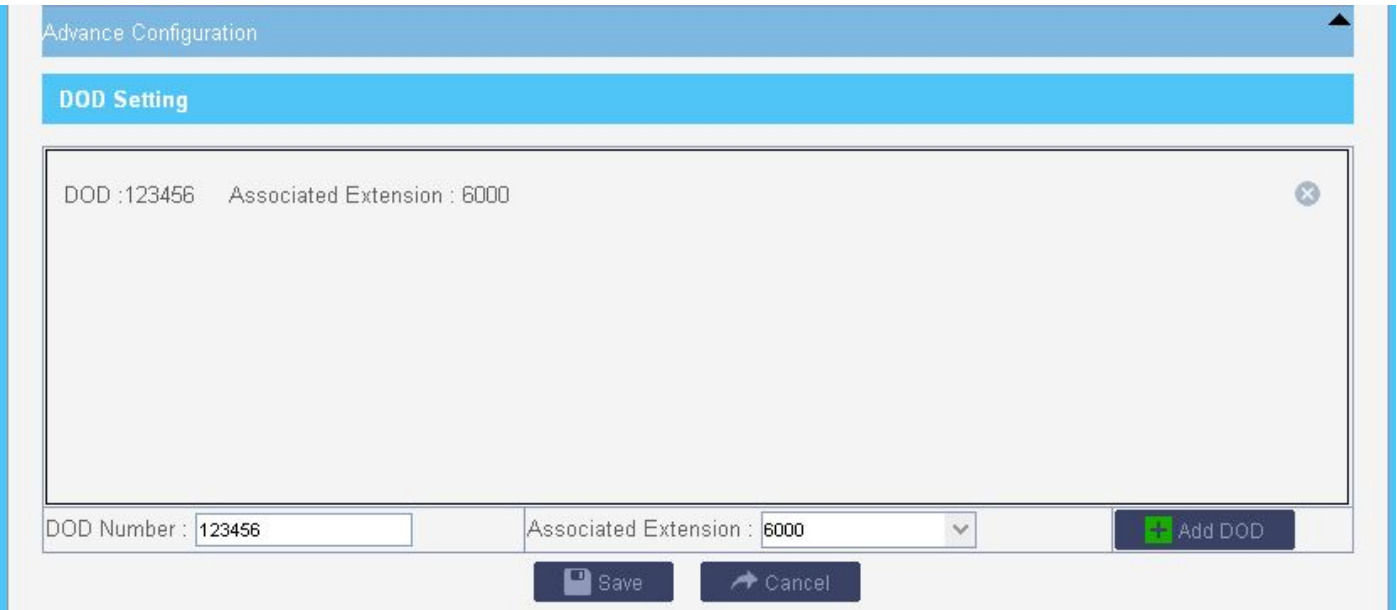 Advance Configuration
DOD Setting
DOD :123456 Associated Extension : 6000
DOD Number : 123456 Associated Extension : 6000 Add DOD
Save Cancel